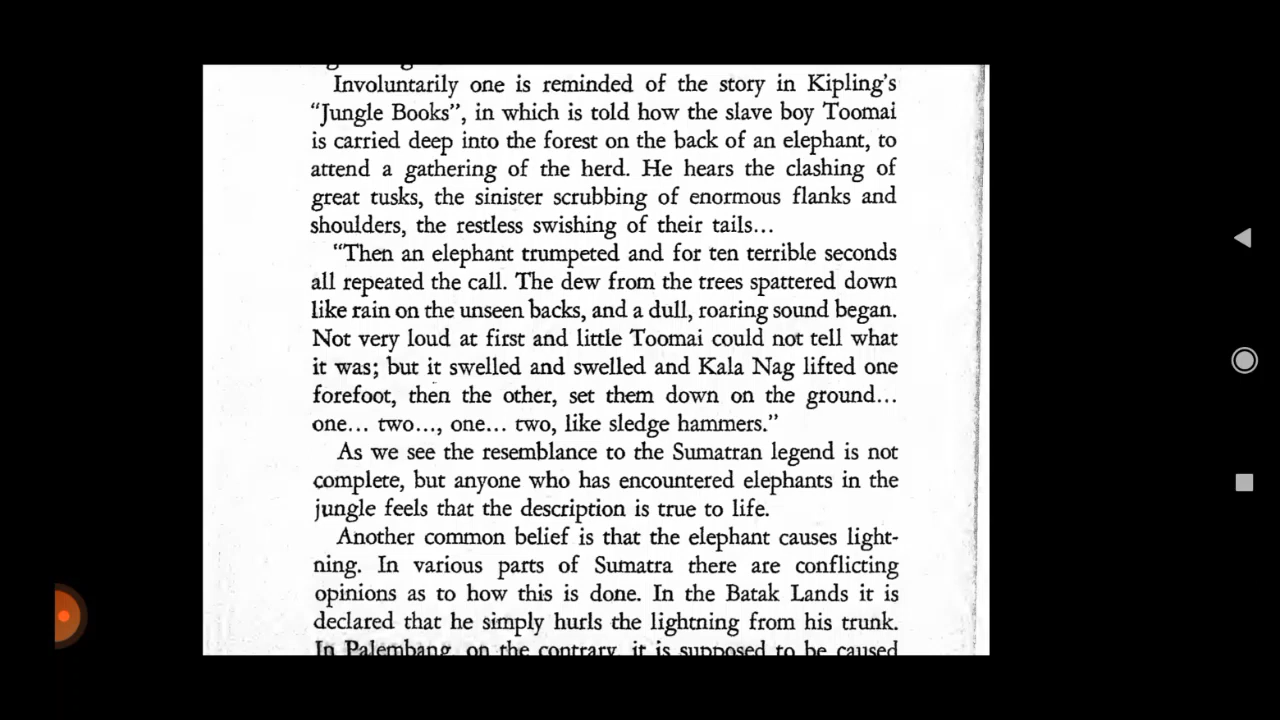 Involuntarily one is reminded of the story in Kipling's
“Jungle Books”, in which is told how the slave boy Toomai
is carried deep into the forest on the back of an elephant, to
attend a gathering of the herd. He hears the clashing of
great tusks, the sinister scrubbing of enormous flanks and
shoulders, the restless swishing of their tails...
“Then an elephant trumpeted and for ten terrible seconds
all repeated the call. The dew from the trees spattered down
like rain on the unseen backs, and a dull, roaring sound began.
Not very loud at first and little Toomai could not tell what
it was; but it swelled and swelled and Kala Nag lifted one
forefoot, then the other, set them down on the ground...
one... two..., one... two, like sledge hammers.”
As we see the resemblance to the Sumatran legend is not
complete, but anyone who has encountered elephants in the
jungle feels that the description is true to life.
Another common belief is that the elephant causes light-
ning. In various parts of Sumatra there are conflicting
opinions as to how this is done. In the Batak Lands it is
declared that he simply hurls the lightning from his trunk.
In Palembang, on the contrary, it is supposed to be caused